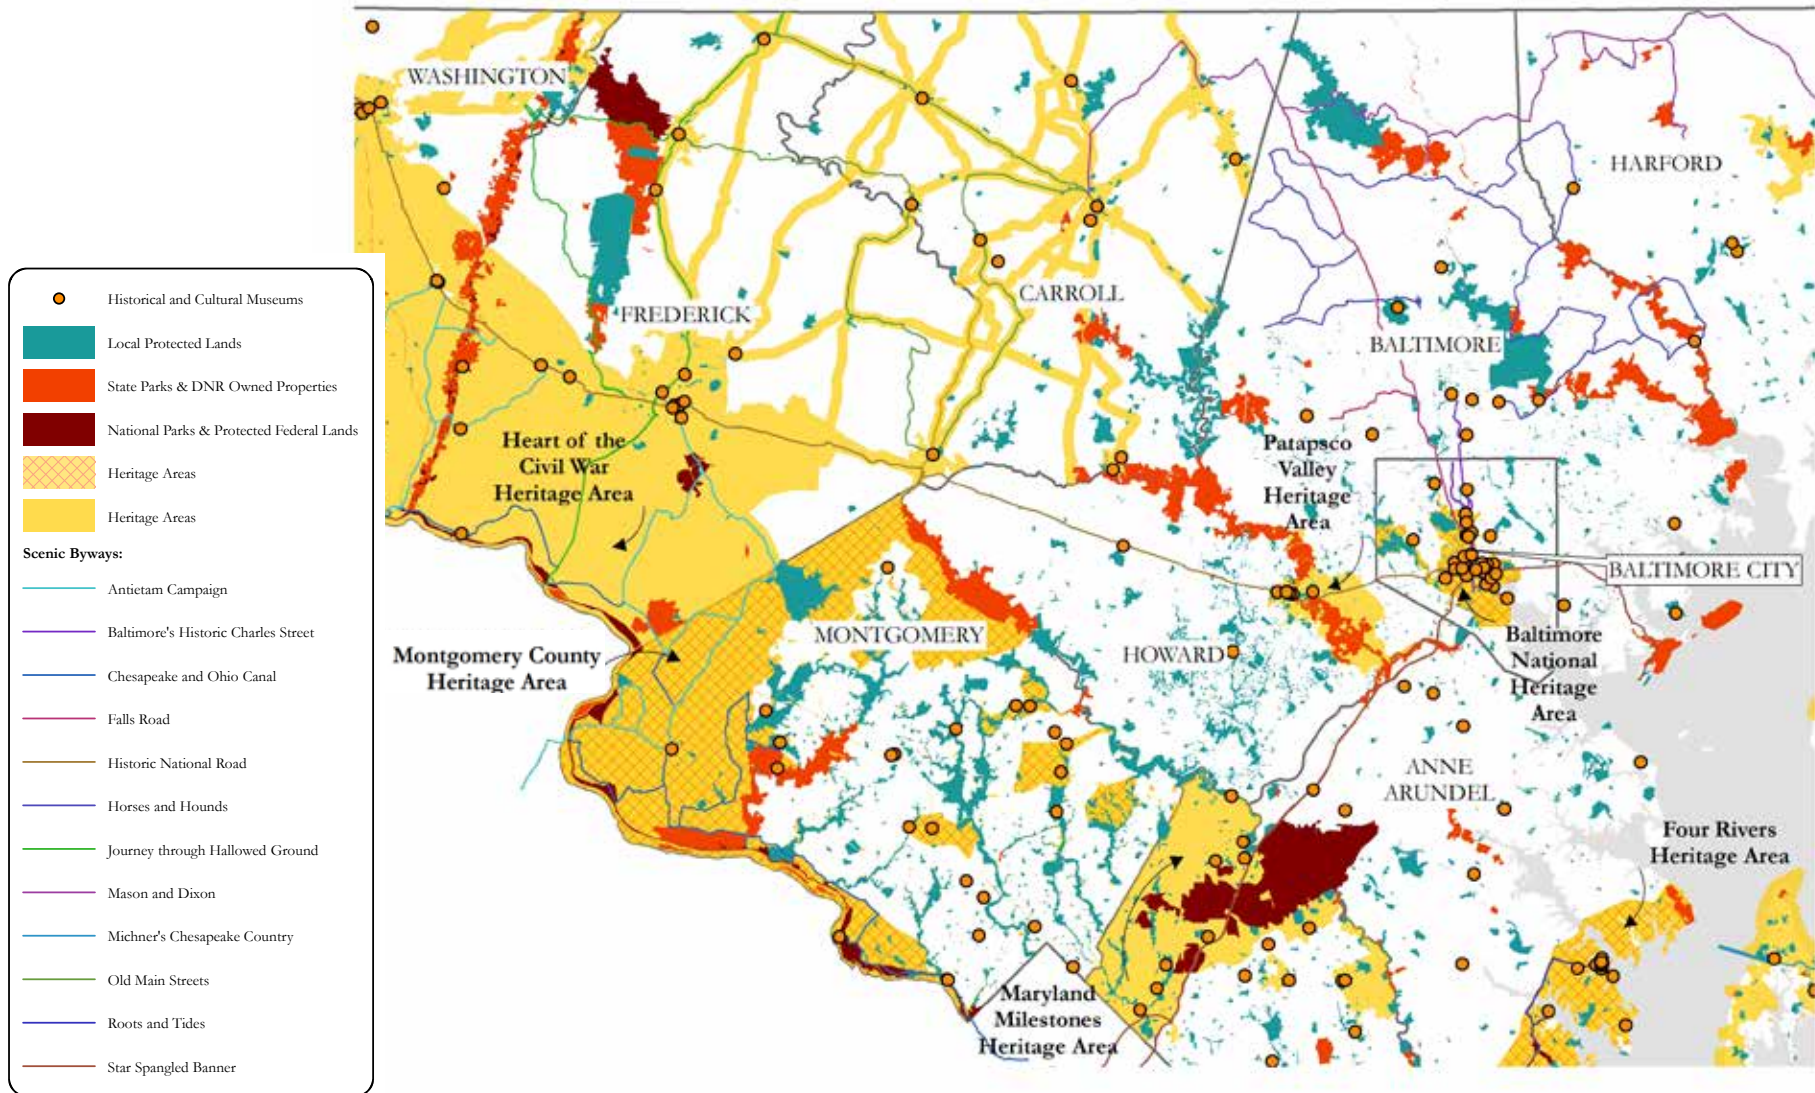 Historical and Cultural Museums
Local Protected Lands
State Parks & DNR Owned Properties
National Parks & Protected Federal Lands
Heritage Areas
Heritage Areas
Scenic Byways:
Antietam Campaign
Baltimore's Historic Charles Street
Chesapeake and Ohio Canal
Falls Road
Historic National Road
Horses and Hounds
Journey through Hallowed Ground
Mason and Dixon
Michner's Chesapeake Country
Old Main Streets
Roots and Tides
Star Spangled Banner
WASHINGTON
HARFORD
CARROLL
FREDERICK
BALTIMORE
Heart of the
Civil War
Heritage Area
Patapsco
Valley
Heritage
Area
BALTIMORE CITY
MONTGOMERY
HOWARD
Montgomery County
Heritage Area
Baltimore
National
Heritage
Area
ANNE
ARUNDEL
Four Rivers
Heritage Area
Maryland
Milestones
Heritage Area